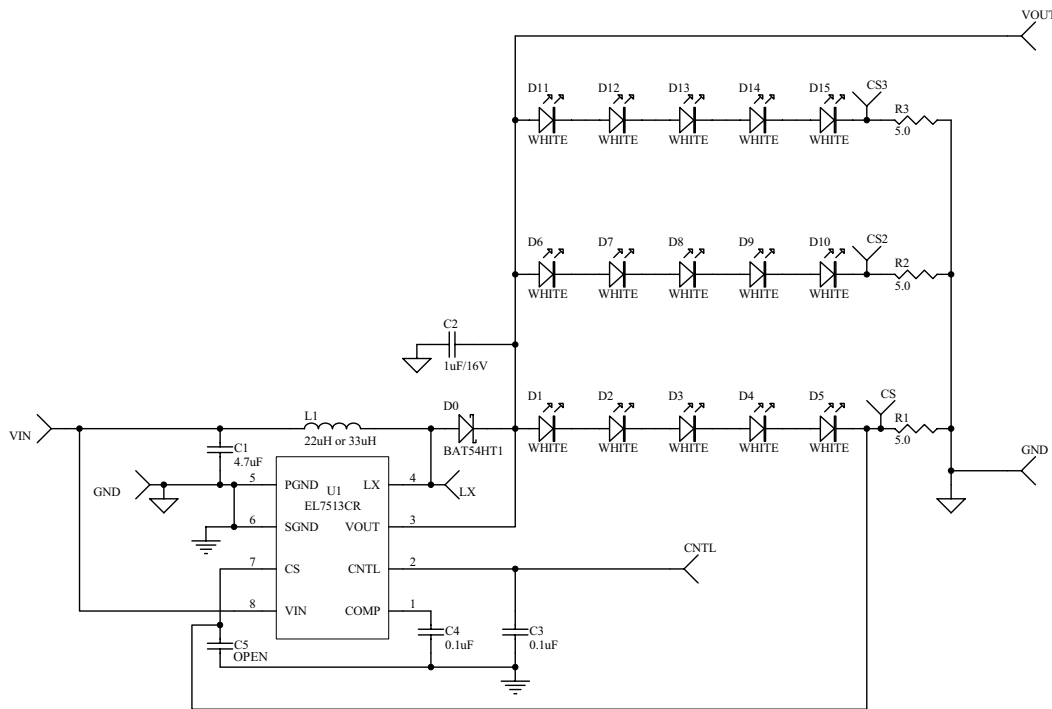 VOUT
D11 D12 D13 D14 D15 CS3 R3
WHITE WHITE WHITE WHITE WHITE 5.0
D6 D7 D8 D9 D10 CS2 R2
WHITE WHITE WHITE WHITE WHITE 5.0
C2
1uF/16V
D1 D2 D3 D4 D5 CS R1
WHITE WHITE WHITE WHITE WHITE 5.0
VIN
L1
22uH or 33uH
D0
BAT54HT1
C1
4.7uF
GND
GND
U1
EL7513CR
5 PGND LX 4
LX
6 SGND VOUT 3
7 CS CNTL 2
CNTL
8 VIN COMP 1
C5
OPEN
C4
0.1uF
C3
0.1uF